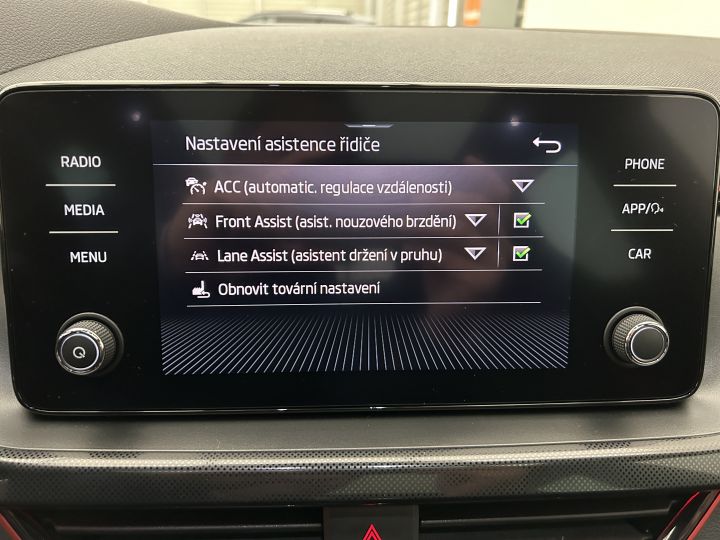 Nastavení asistence řidiče
RADIO
MEDIA
MENU
ACC (automatic. regulace vzdálenosti)
Front Assist (asist. nouzového brzdění)
Lane Assist (asistent držení v pruhu)
Obnovit tovární nastavení
PHONE
APP/
CAR